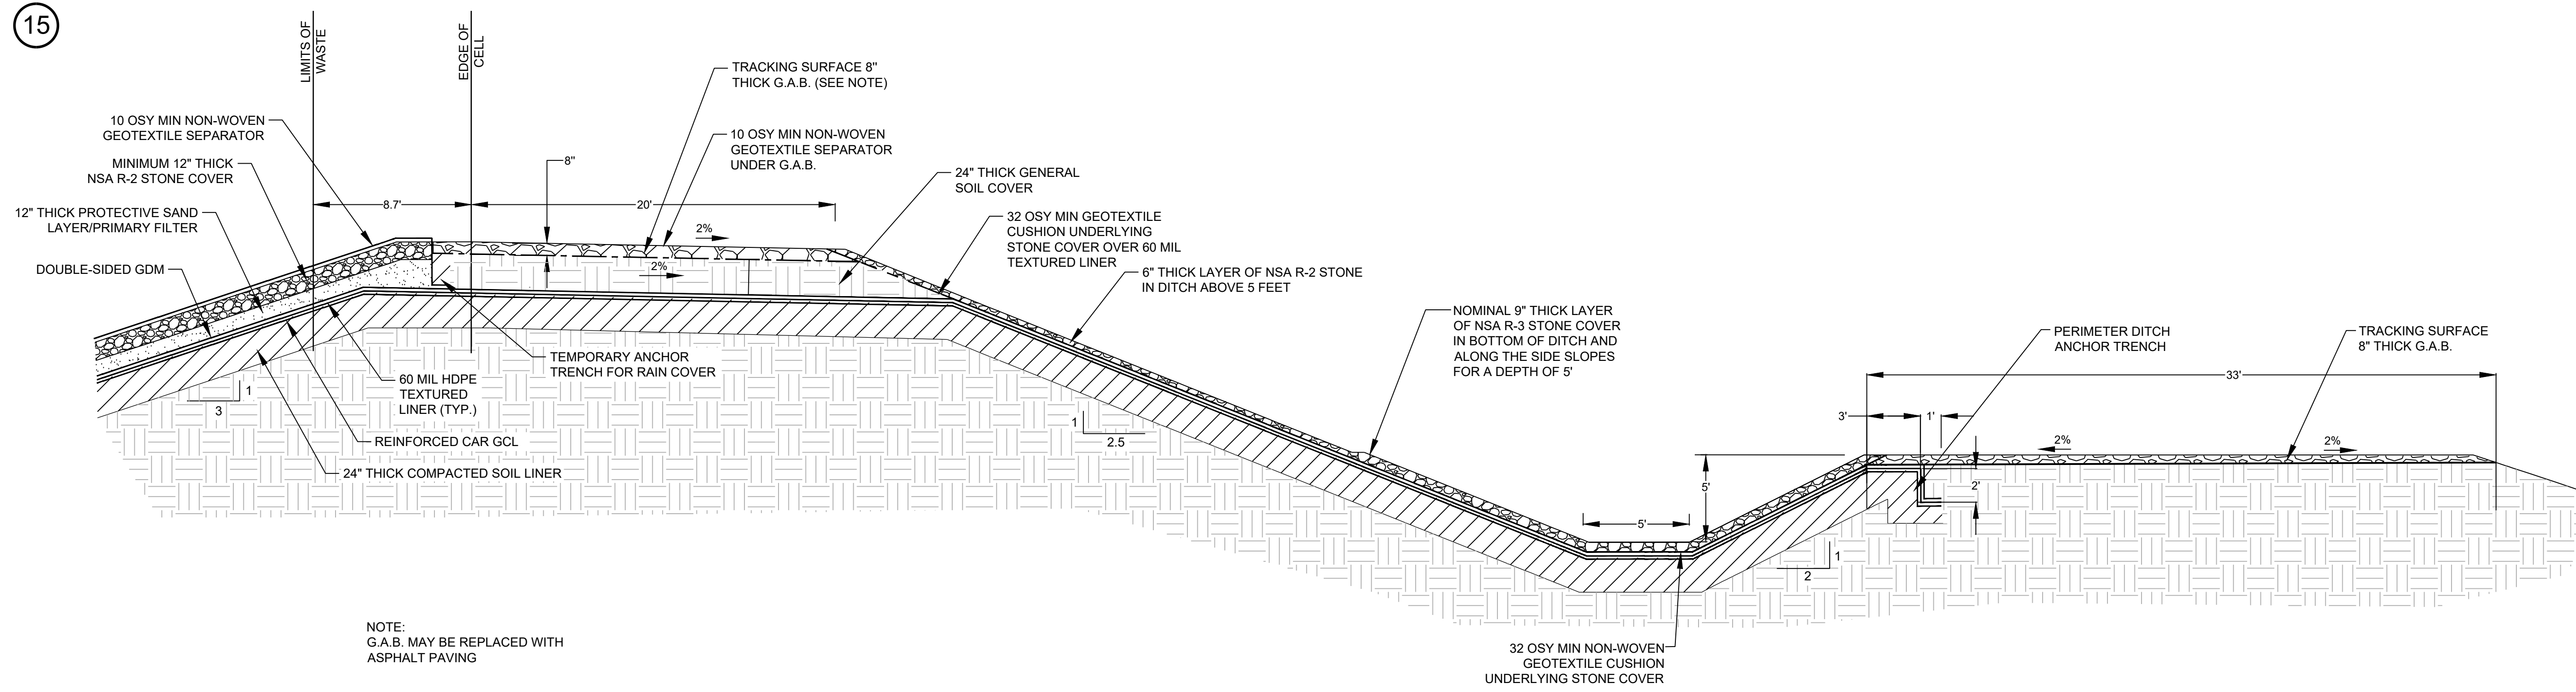 15
LIMITS OF
WASTE
EDGE OF
CELL
10 OSY MIN NON-WOVEN
GEOTEXTILE SEPARATOR
MINIMUM 12" THICK
NSA R-2 STONE COVER
12" THICK PROTECTIVE SAND
LAYER/PRIMARY FILTER
DOUBLE-SIDED GDM
8.7'
20'
8"
TRACKING SURFACE 8"
THICK G.A.B. (SEE NOTE)
10 OSY MIN NON-WOVEN
GEOTEXTILE SEPARATOR
UNDER G.A.B.
2%
2%
24" THICK GENERAL
SOIL COVER
32 OSY MIN GEOTEXTILE
CUSHION UNDERLYING
STONE COVER OVER 60 MIL
TEXTURED LINER
6" THICK LAYER OF NSA R-2 STONE
IN DITCH ABOVE 5 FEET
NOMINAL 9" THICK LAYER
OF NSA R-3 STONE COVER
IN BOTTOM OF DITCH AND
ALONG THE SIDE SLOPES
FOR A DEPTH OF 5'
PERIMETER DITCH
ANCHOR TRENCH
TRACKING SURFACE
8" THICK G.A.B.
33'
3'
1'
2%
2%
2'
5'
5'
1
2
1
2.5
1
3
TEMPORARY ANCHOR
TRENCH FOR RAIN COVER
60 MIL HDPE
TEXTURED
LINER (TYP.)
REINFORCED CAR GCL
24" THICK COMPACTED SOIL LINER
NOTE:
G.A.B. MAY BE REPLACED WITH
ASPHALT PAVING
32 OSY MIN NON-WOVEN
GEOTEXTILE CUSHION
UNDERLYING STONE COVER